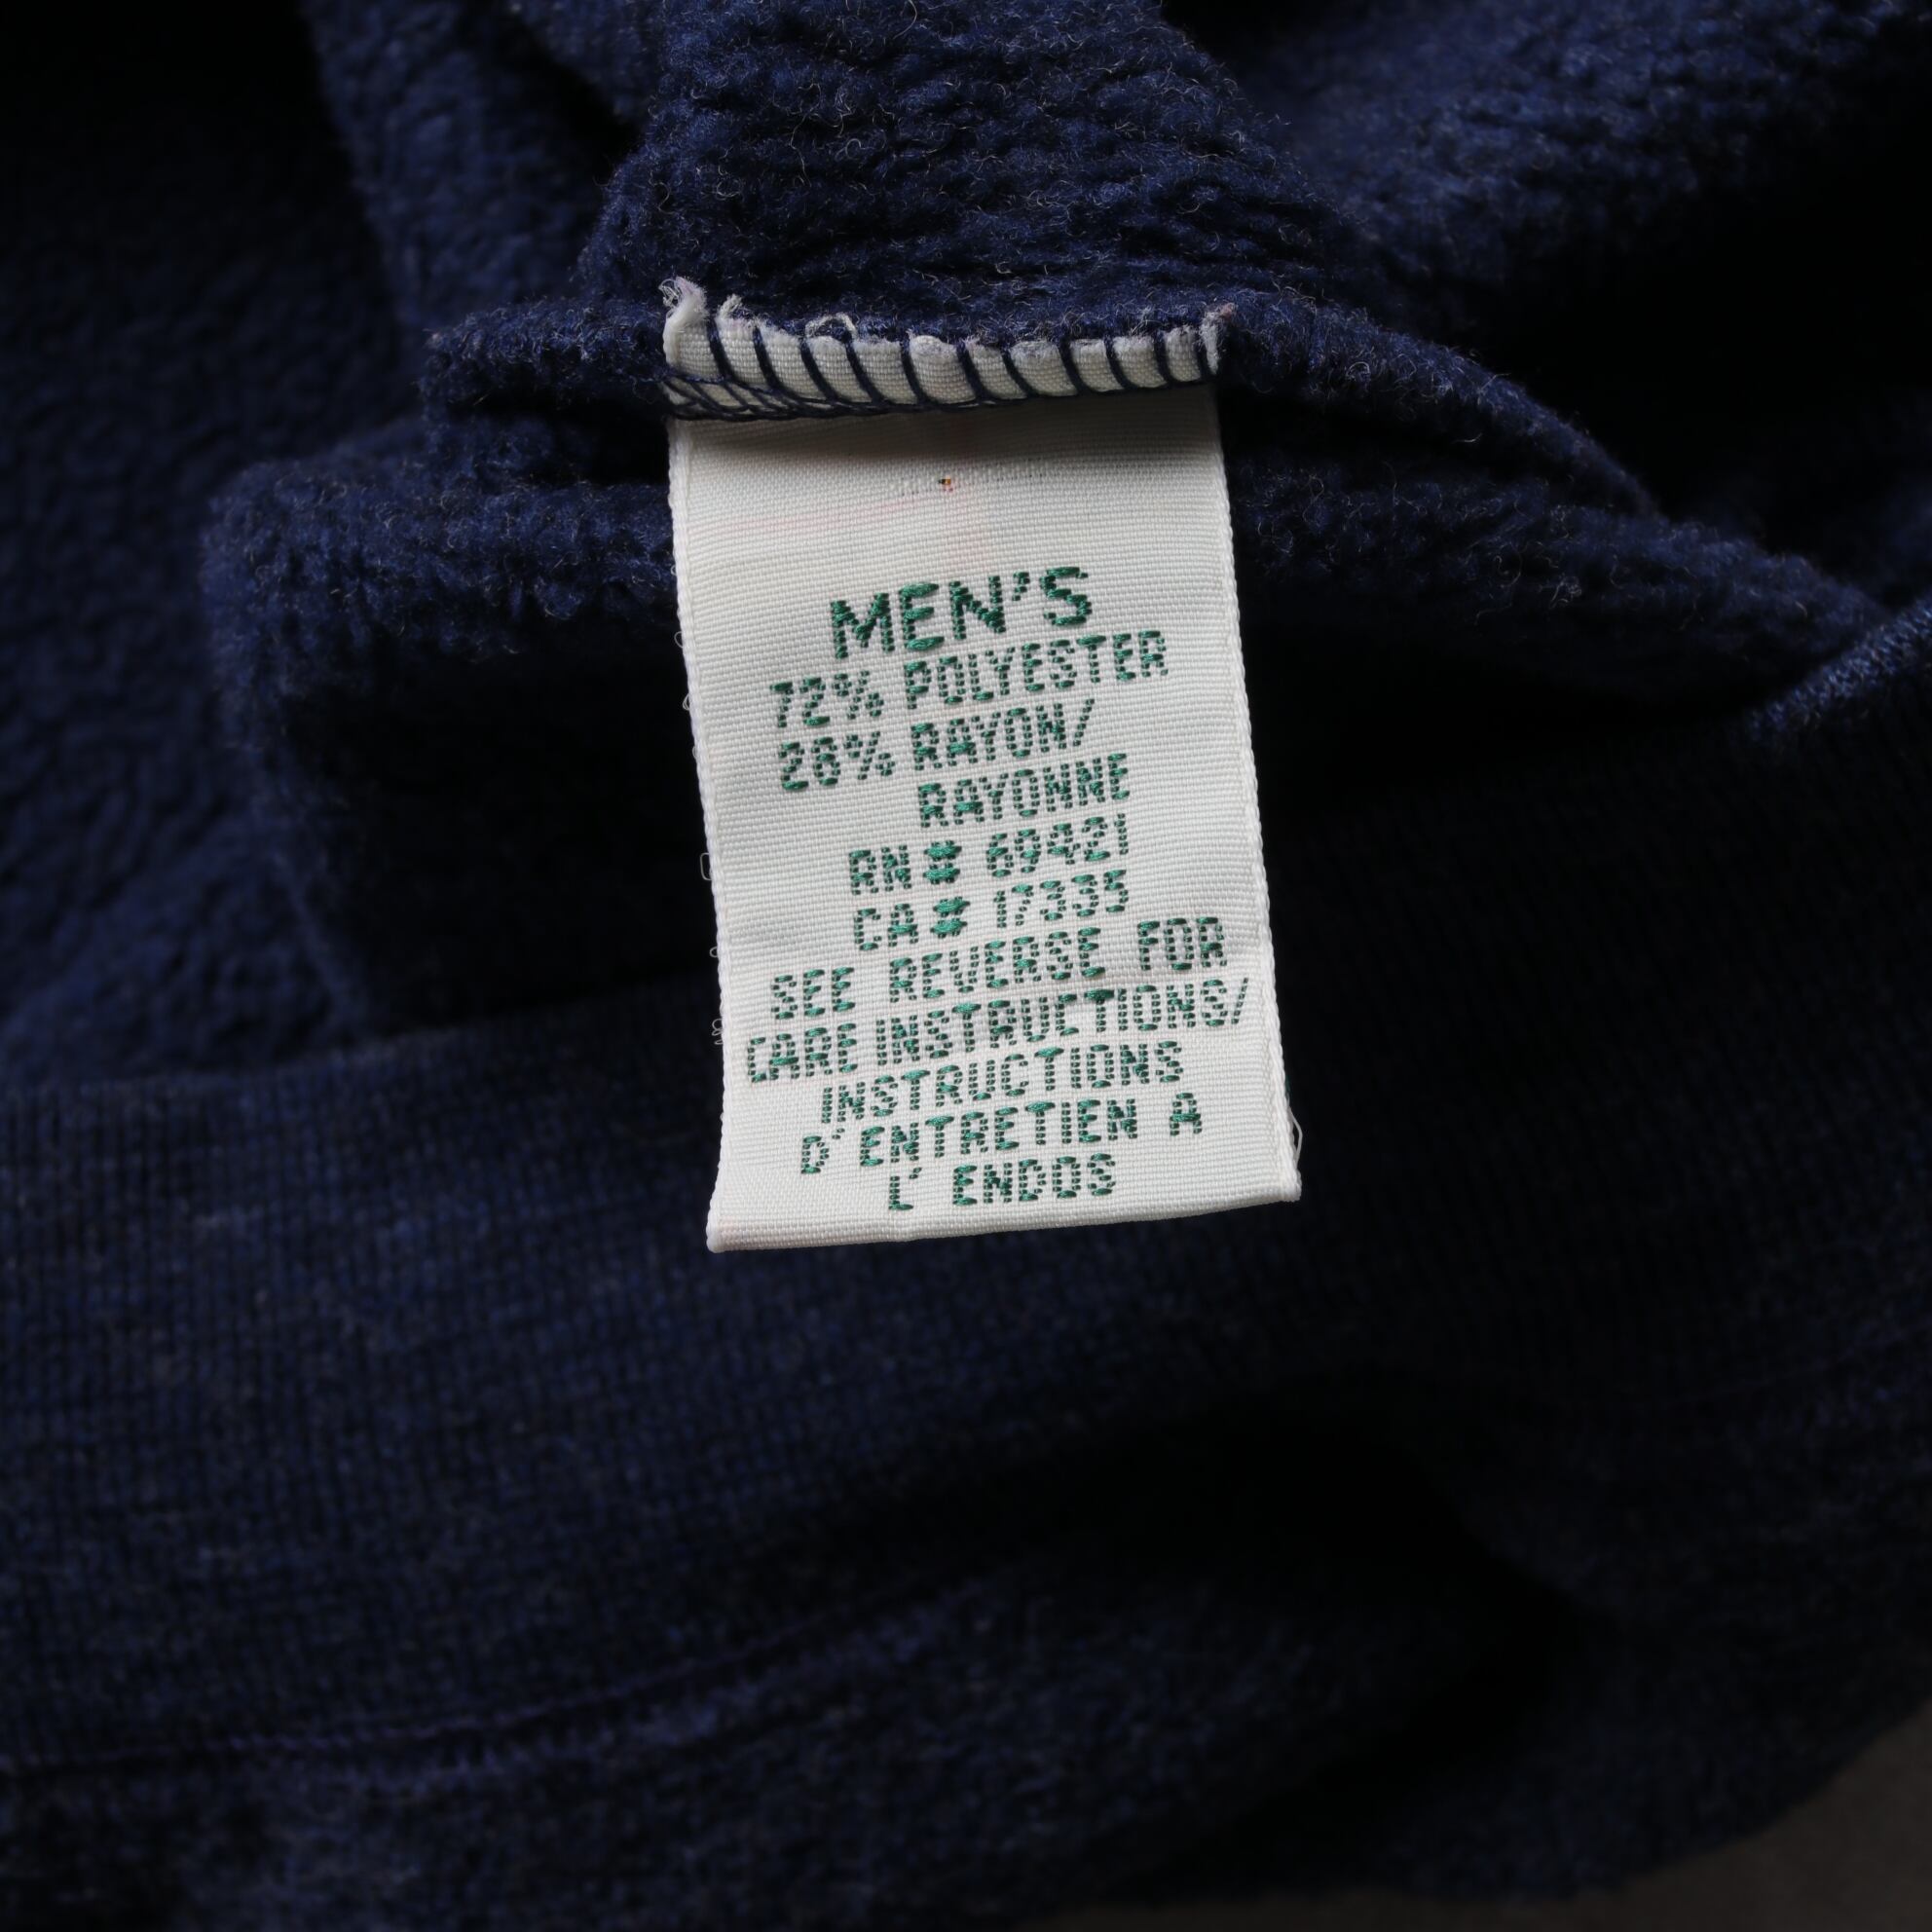 MEN'S
72% POLYESTER
28% RAYON/
RAYONNE
RN# 69421
CA# 17335
SEE REVERSE FOR
CARE INSTRUCTIONS/
INSTRUCTIONS
D'ENTRETIEN A
L'ENDOS